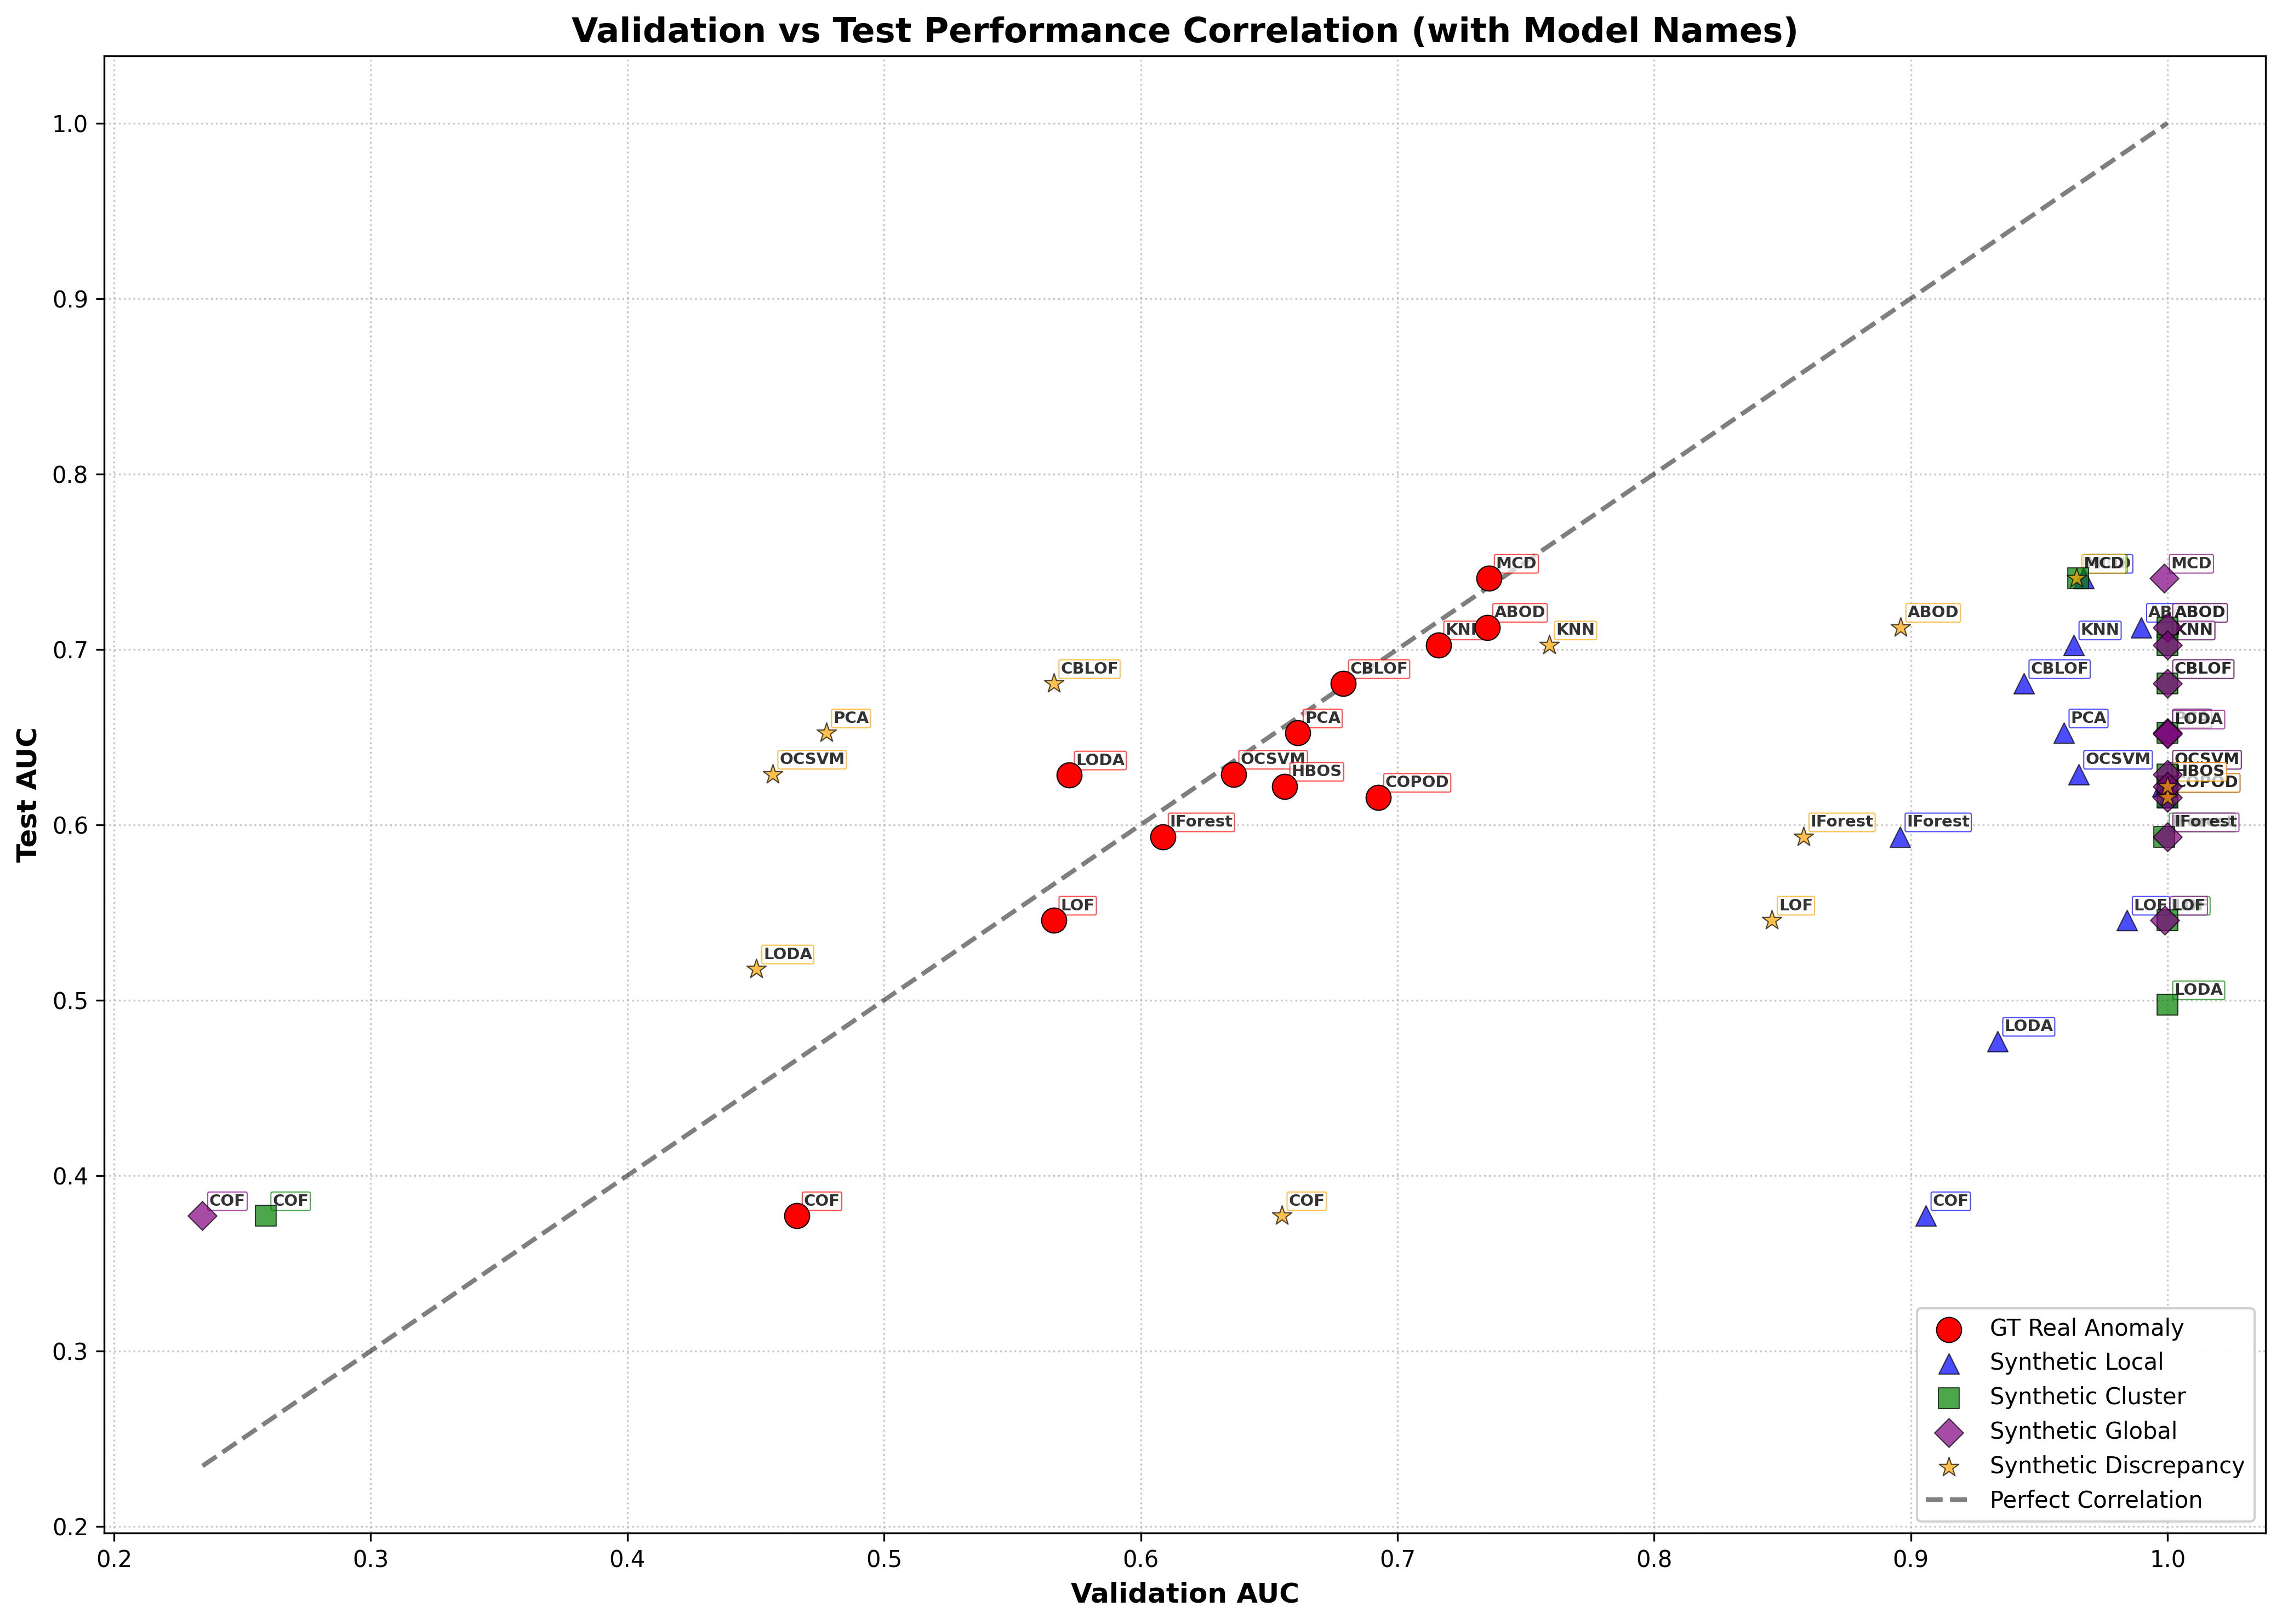 Validation vs Test Performance Correlation (with Model Names)
1.0
0.9
0.8
0.7
0.6
0.5
0.4
0.3
0.2
Test AUC
0.2 0.3 0.4 0.5 0.6 0.7 0.8 0.9 1.0
Validation AUC
MCD
MCD
MCD
ABOD
ABOD
ABOD
KNN
KNN
KNN
KNN
CBLOF
CBLOF
CBLOF
CBLOF
PCA
PCA
PCA
LODA
OCSVM
LODA
OCSVM
OCSVM
OCSVM
HBOS
HBOS
COPOD
COPOD
IForest
IForest
IForest
IForest
LOF
LOF
LOF
LOF
LODA
LODA
LODA
COF
COF
COF
COF
COF
GT Real Anomaly
Synthetic Local
Synthetic Cluster
Synthetic Global
Synthetic Discrepancy
Perfect Correlation